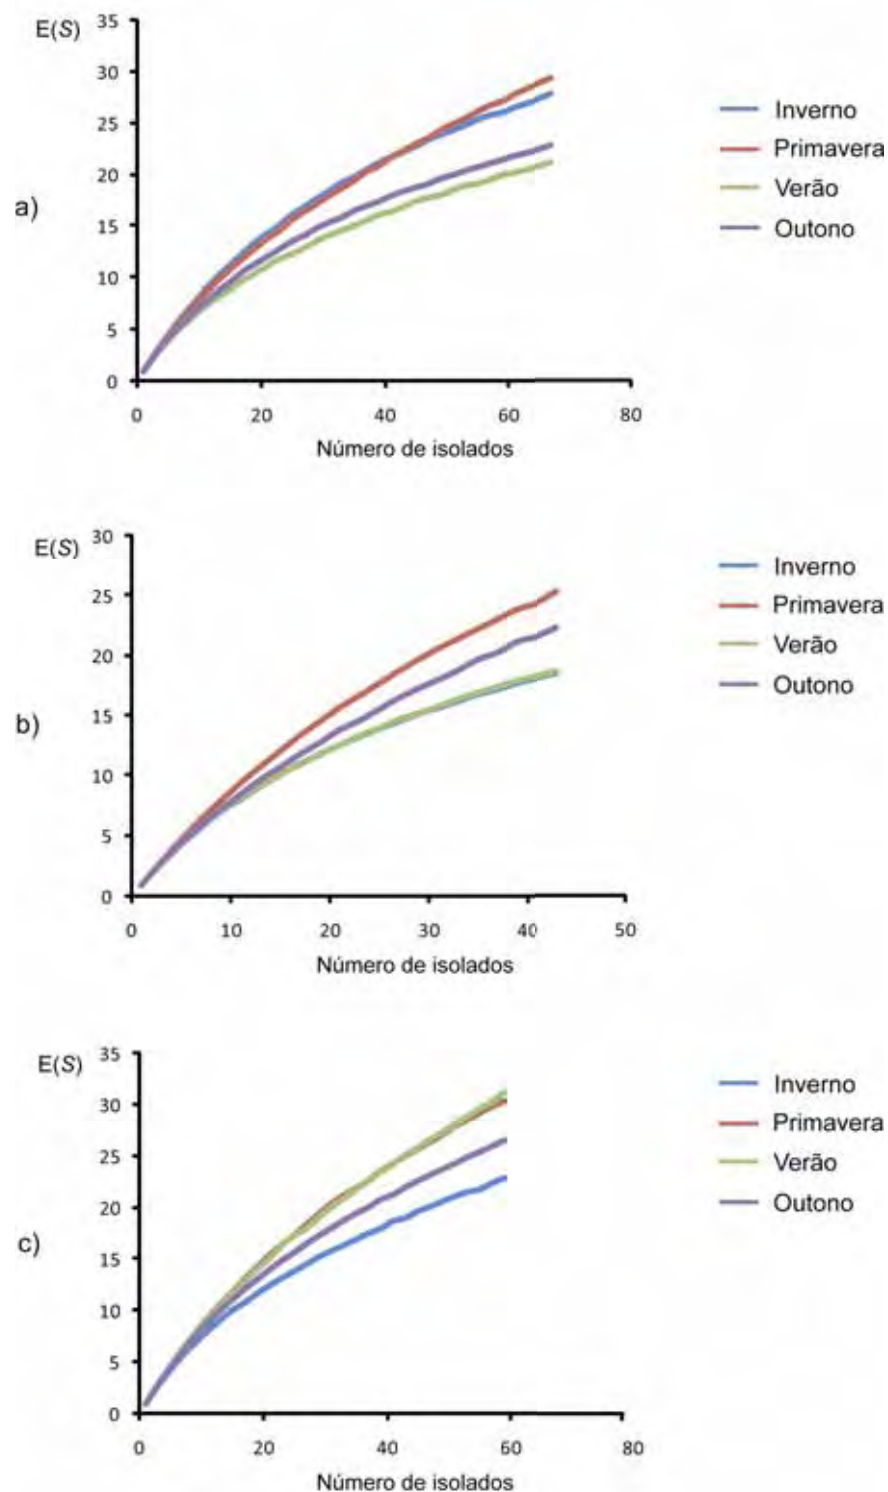 a)
E(S)
35
30
25
20
15
10
5
0
0 20 40 60 80
Número de isolados
Inverno
Primavera
Verão
Outono
b)
E(S)
30
25
20
15
10
5
0
0 10 20 30 40 50
Número de isolados
Inverno
Primavera
Verão
Outono
c)
E(S)
35
30
25
20
15
10
5
0
0 20 40 60 80
Número de isolados
Inverno
Primavera
Verão
Outono